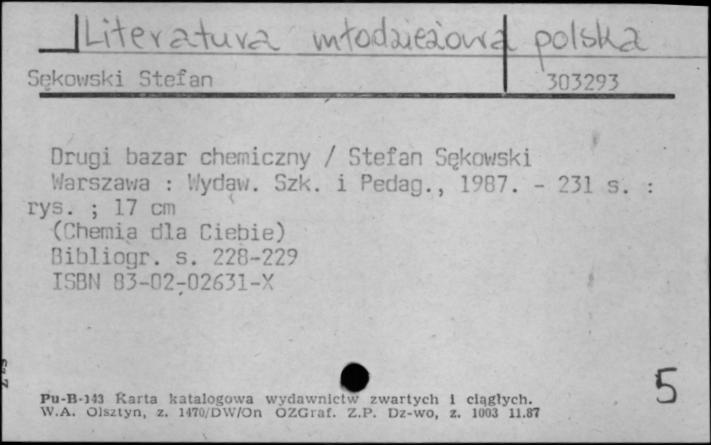 Literatura młodzieżowa polska
Sękowski Stefan 303293
Drugi bazar chemiczny / Stefan Sękowski
Warszawa : Wydaw. Szk. i Pedag., 1987. - 231 s. :
rys. ; 17 cm
(Chemia dla Ciebie)
Bibliogr. s. 228-229
ISBN 83-02-02631-X
5
Pu-B-143 Karta katalogowa wydawnictw zwartych i ciągłych.
W.A. Olsztyn, z. 1470/DW/On OZGraf. Z.P. Dz-wo, z. 1003 11.87